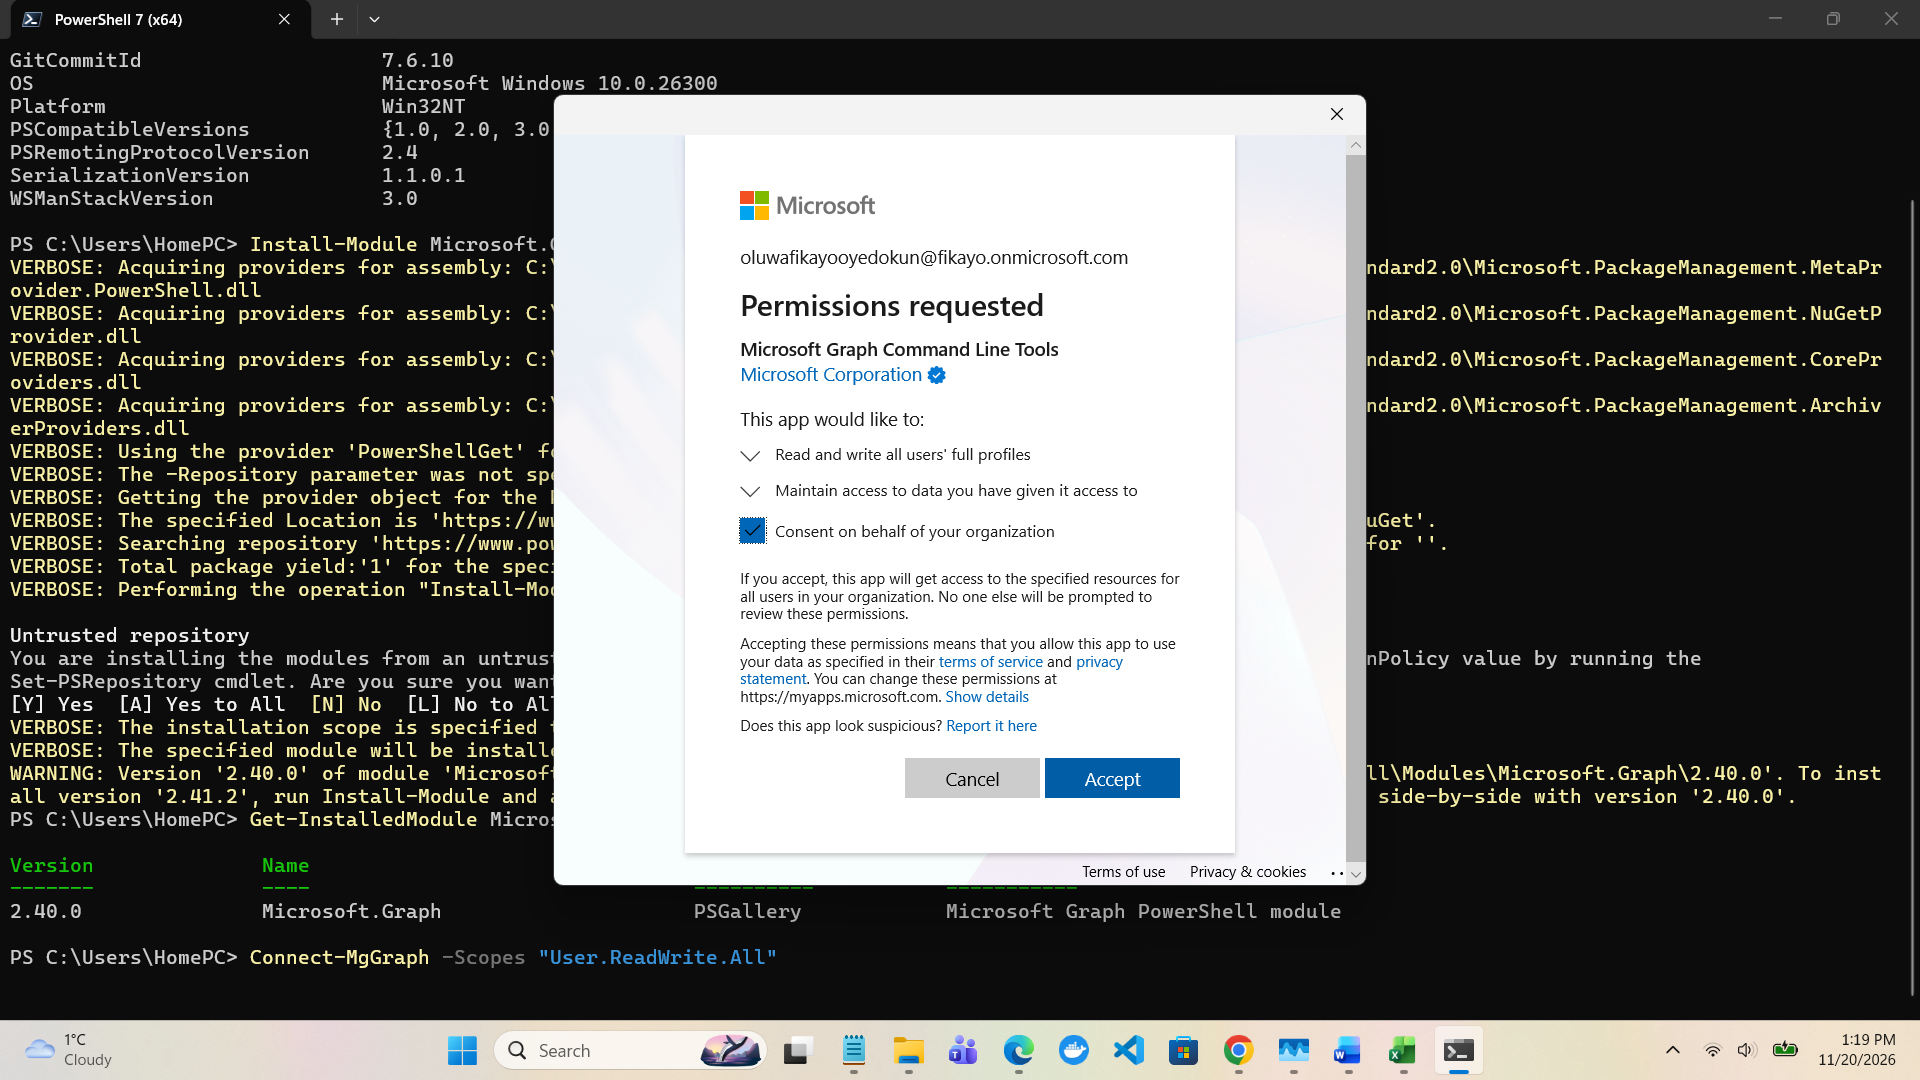 PowerShell 7 (x64)
GitCommitId 7.6.10
OS Microsoft Windows 10.0.26300
Platform Win32NT
PSCompatibleVersions {1.0, 2.0, 3.0
PSRemotingProtocolVersion 2.4
SerializationVersion 1.1.0.1
WSManStackVersion 3.0
PS C:\Users\HomePC> Install-Module Microsoft.
VERBOSE: Acquiring providers for assembly: C:\ ndard2.0\Microsoft.PackageManagement.MetaPr
ovider.PowerShell.dll
VERBOSE: Acquiring providers for assembly: C:\ ndard2.0\Microsoft.PackageManagement.NuGetP
rovider.dll
VERBOSE: Acquiring providers for assembly: C:\ ndard2.0\Microsoft.PackageManagement.CorePr
oviders.dll
VERBOSE: Acquiring providers for assembly: C:\ ndard2.0\Microsoft.PackageManagement.Archiv
erProviders.dll
VERBOSE: Using the provider 'PowerShellGet' fo
VERBOSE: The -Repository parameter was not spe
VERBOSE: Getting the provider object for the
VERBOSE: The specified Location is 'https://ww uGet'.
VERBOSE: Searching repository 'https://www.pow for ''.
VERBOSE: Total package yield:'1' for the speci
VERBOSE: Performing the operation "Install-Mod
Untrusted repository
You are installing the modules from an untrust nPolicy value by running the
Set-PSRepository cmdlet. Are you sure you wan
[Y] Yes [A] Yes to All [N] No [L] No to Al
VERBOSE: The installation scope is specified
VERBOSE: The specified module will be installe
WARNING: Version '2.40.0' of module 'Microsoft ll\Modules\Microsoft.Graph\2.40.0'. To inst
all version '2.41.2', run Install-Module and a side-by-side with version '2.40.0'.
PS C:\Users\HomePC> Get-InstalledModule Micros
Version Name
------- ---- ---------- -----------
2.40.0 Microsoft.Graph PSGallery Microsoft Graph PowerShell module
PS C:\Users\HomePC> Connect-MgGraph -Scopes "User.ReadWrite.All"
Microsoft
oluwafikayooyedokun@fikayo.onmicrosoft.com
Permissions requested
Microsoft Graph Command Line Tools
Microsoft Corporation
This app would like to:
Read and write all users' full profiles
Maintain access to data you have given it access to
Consent on behalf of your organization
If you accept, this app will get access to the specified resources for
all users in your organization. No one else will be prompted to
review these permissions.
Accepting these permissions means that you allow this app to use
your data as specified in their terms of service and privacy
statement. You can change these permissions at
https://myapps.microsoft.com. Show details
Does this app look suspicious? Report it here
Cancel Accept
Terms of use Privacy & cookies
1°C
Cloudy
Search
1:19 PM
11/20/2026